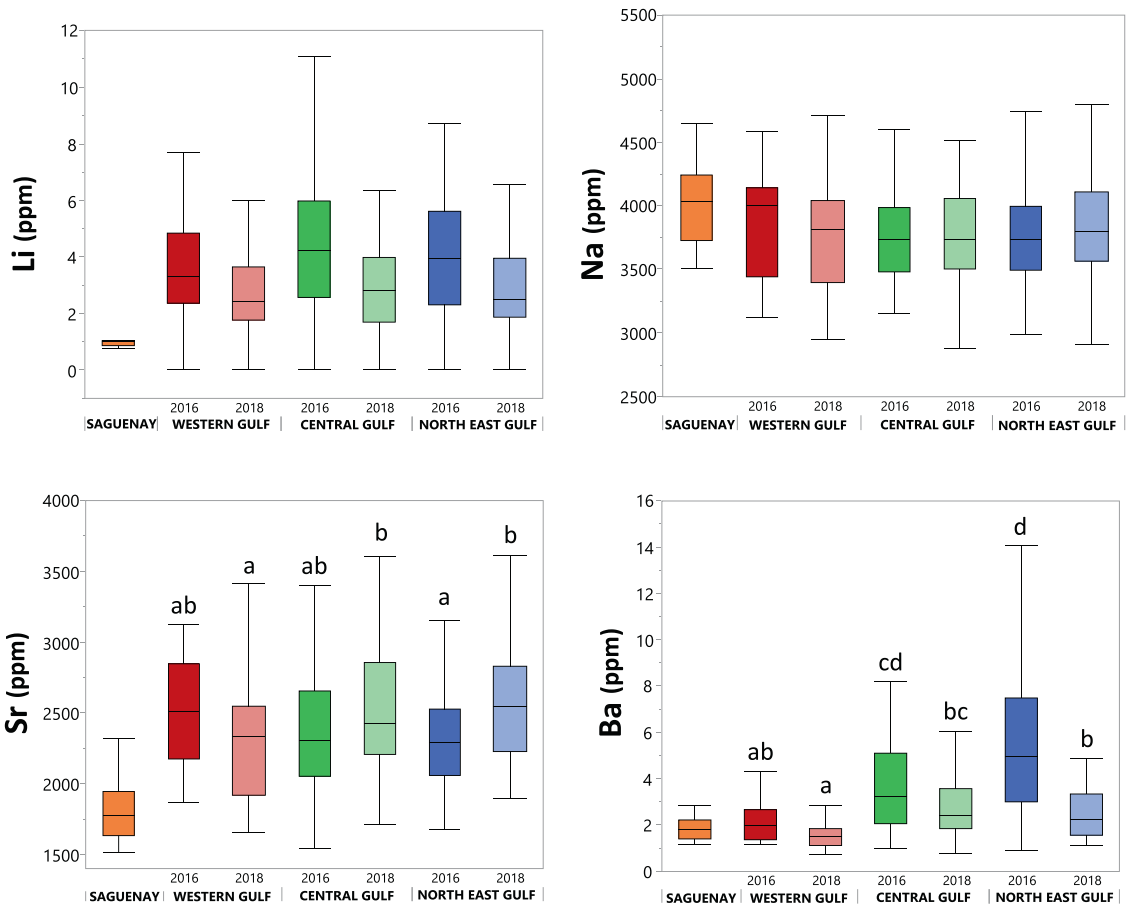 Li (ppm)
12
10
8
6
4
2
0
2016 2018 2016 2018 2016 2018
SAGUENAY WESTERN GULF CENTRAL GULF NORTH EAST GULF
Na (ppm)
5500
5000
4500
4000
3500
3000
2500
2016 2018 2016 2018 2016 2018
SAGUENAY WESTERN GULF CENTRAL GULF NORTH EAST GULF
Sr (ppm)
4000
3500
3000
2500
2000
1500
ab a ab b a b
2016 2018 2016 2018 2016 2018
SAGUENAY WESTERN GULF CENTRAL GULF NORTH EAST GULF
Ba (ppm)
16
14
12
10
8
6
4
2
0
ab a cd bc d b
2016 2018 2016 2018 2016 2018
SAGUENAY WESTERN GULF CENTRAL GULF NORTH EAST GULF